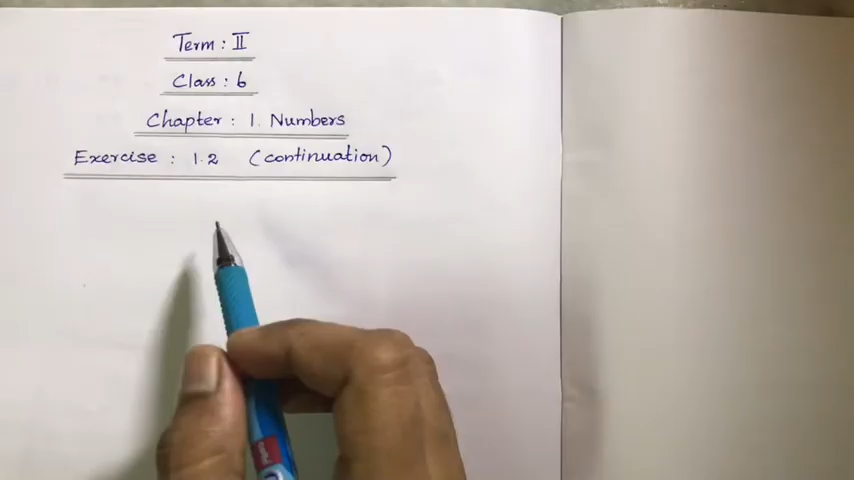 Term : II
Class : 6
Chapter : 1. Numbers
Exercise : 1.2 (continuation)